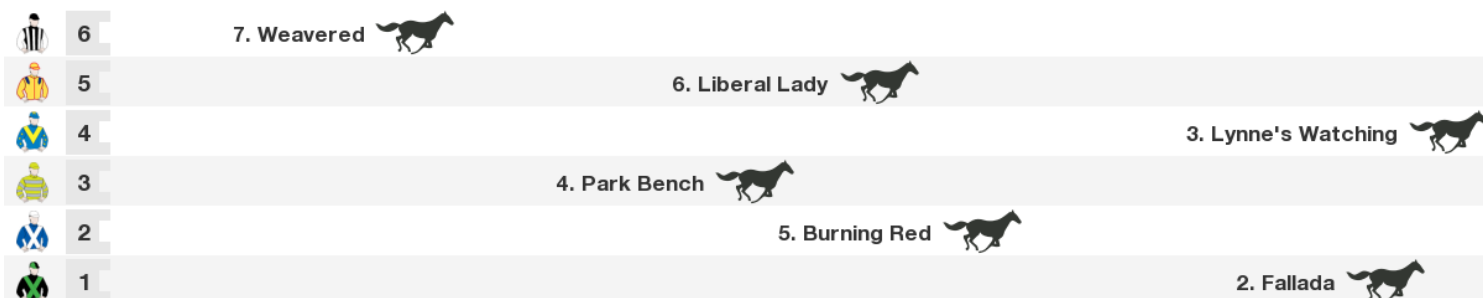 6 7. Weavered
5 6. Liberal Lady
4 3. Lynne's Watching
3 4. Park Bench
2 5. Burning Red
1 2. Fallada